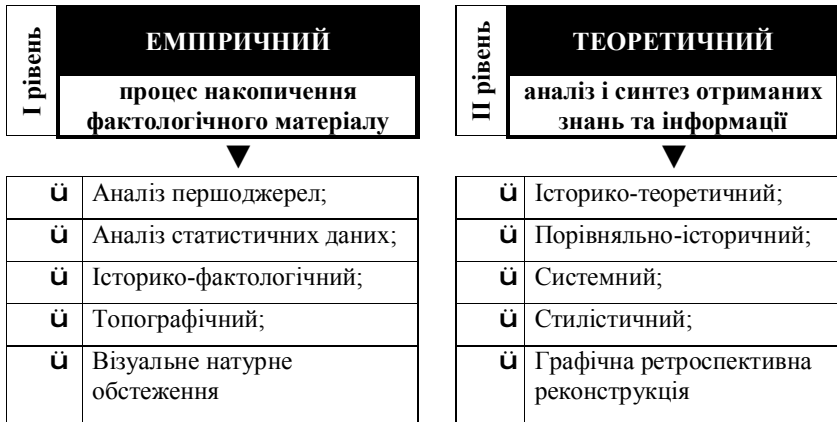 І рівень
ЕМПІРИЧНИЙ
процес накопичення
фактологічного матеріалу
ü Аналіз першоджерел;
ü Аналіз статистичних даних;
ü Історико-фактологічний;
ü Топографічний;
ü Візуальне натурне
обстеження
ІІ рівень
ТЕОРЕТИЧНИЙ
аналіз і синтез отриманих
знань та інформації
ü Історико-теоретичний;
ü Порівняльно-історичний;
ü Системний;
ü Стилістичний;
ü Графічна ретроспективна
реконструкція